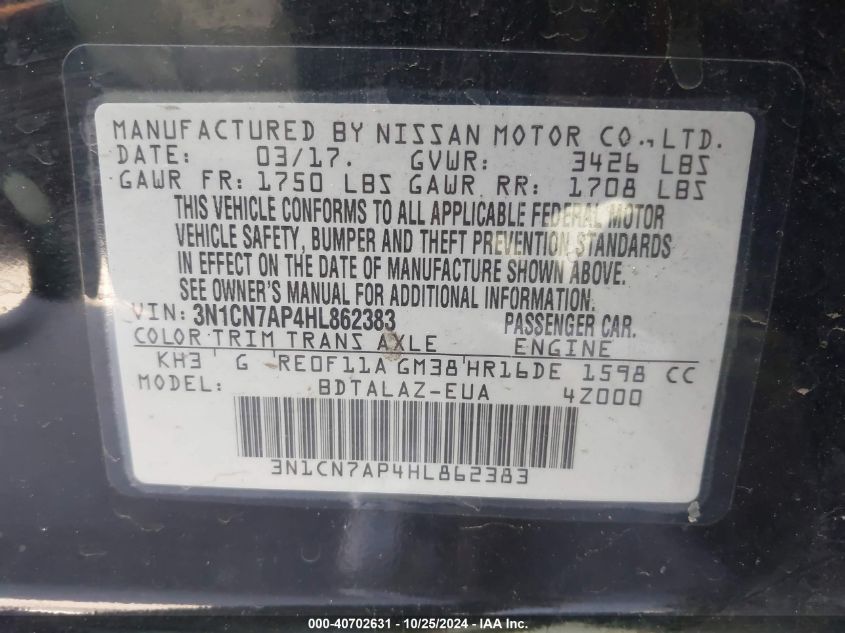 MANUFACTURED BY NISSAN MOTOR CO., LTD.
DATE: 03/17. GVWR: 3426 LBS
GAWR FR: 1750 LBS GAWR RR: 1708 LBS
THIS VEHICLE CONFORMS TO ALL APPLICABLE FEDERAL MOTOR
VEHICLE SAFETY, BUMPER AND THEFT PREVENTION STANDARDS
IN EFFECT ON THE DATE OF MANUFACTURE SHOWN ABOVE.
SEE OWNER'S MANUAL FOR ADDITIONAL INFORMATION.
VIN: 3N1CN7AP4HL862383 PASSENGER CAR.
COLOR TRIM TRANS AXLE ENGINE
KH3 G RE0F11A GM38 HR16DE 1598 CC
MODEL: BDTALAZ-EUA 4Z000
3N1CN7AP4HL862383
000-40702631 - 10/25/2024 - IAA Inc.